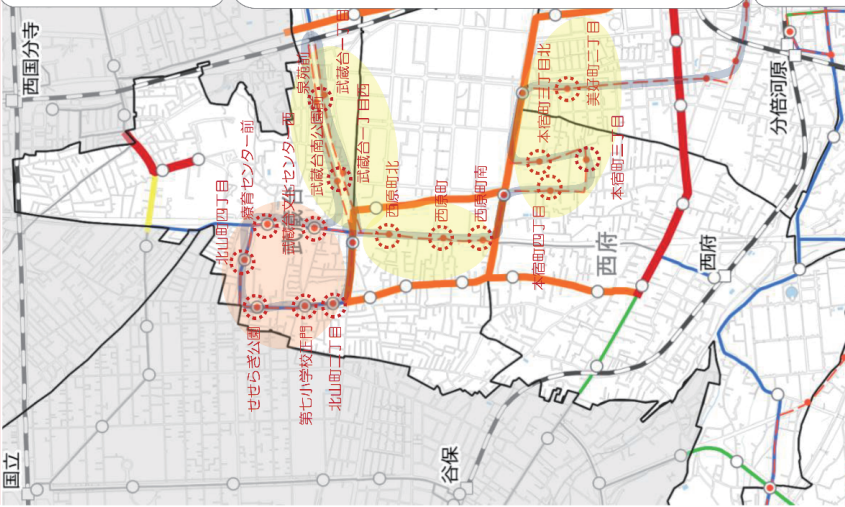 西国分寺
国立
谷保
西府
西府
分倍河原
泉苑前
武蔵台一丁目
武蔵台南公園前
武蔵台一丁目西
武蔵台文化センター西
武蔵台
療育センター前
北山町四丁目
せせらぎ公園
第七小学校正門
北山町二丁目
西原町北
西原町
西原町南
本宿町四丁目
本宿町三丁目
本宿町三丁目北
美好町二丁目